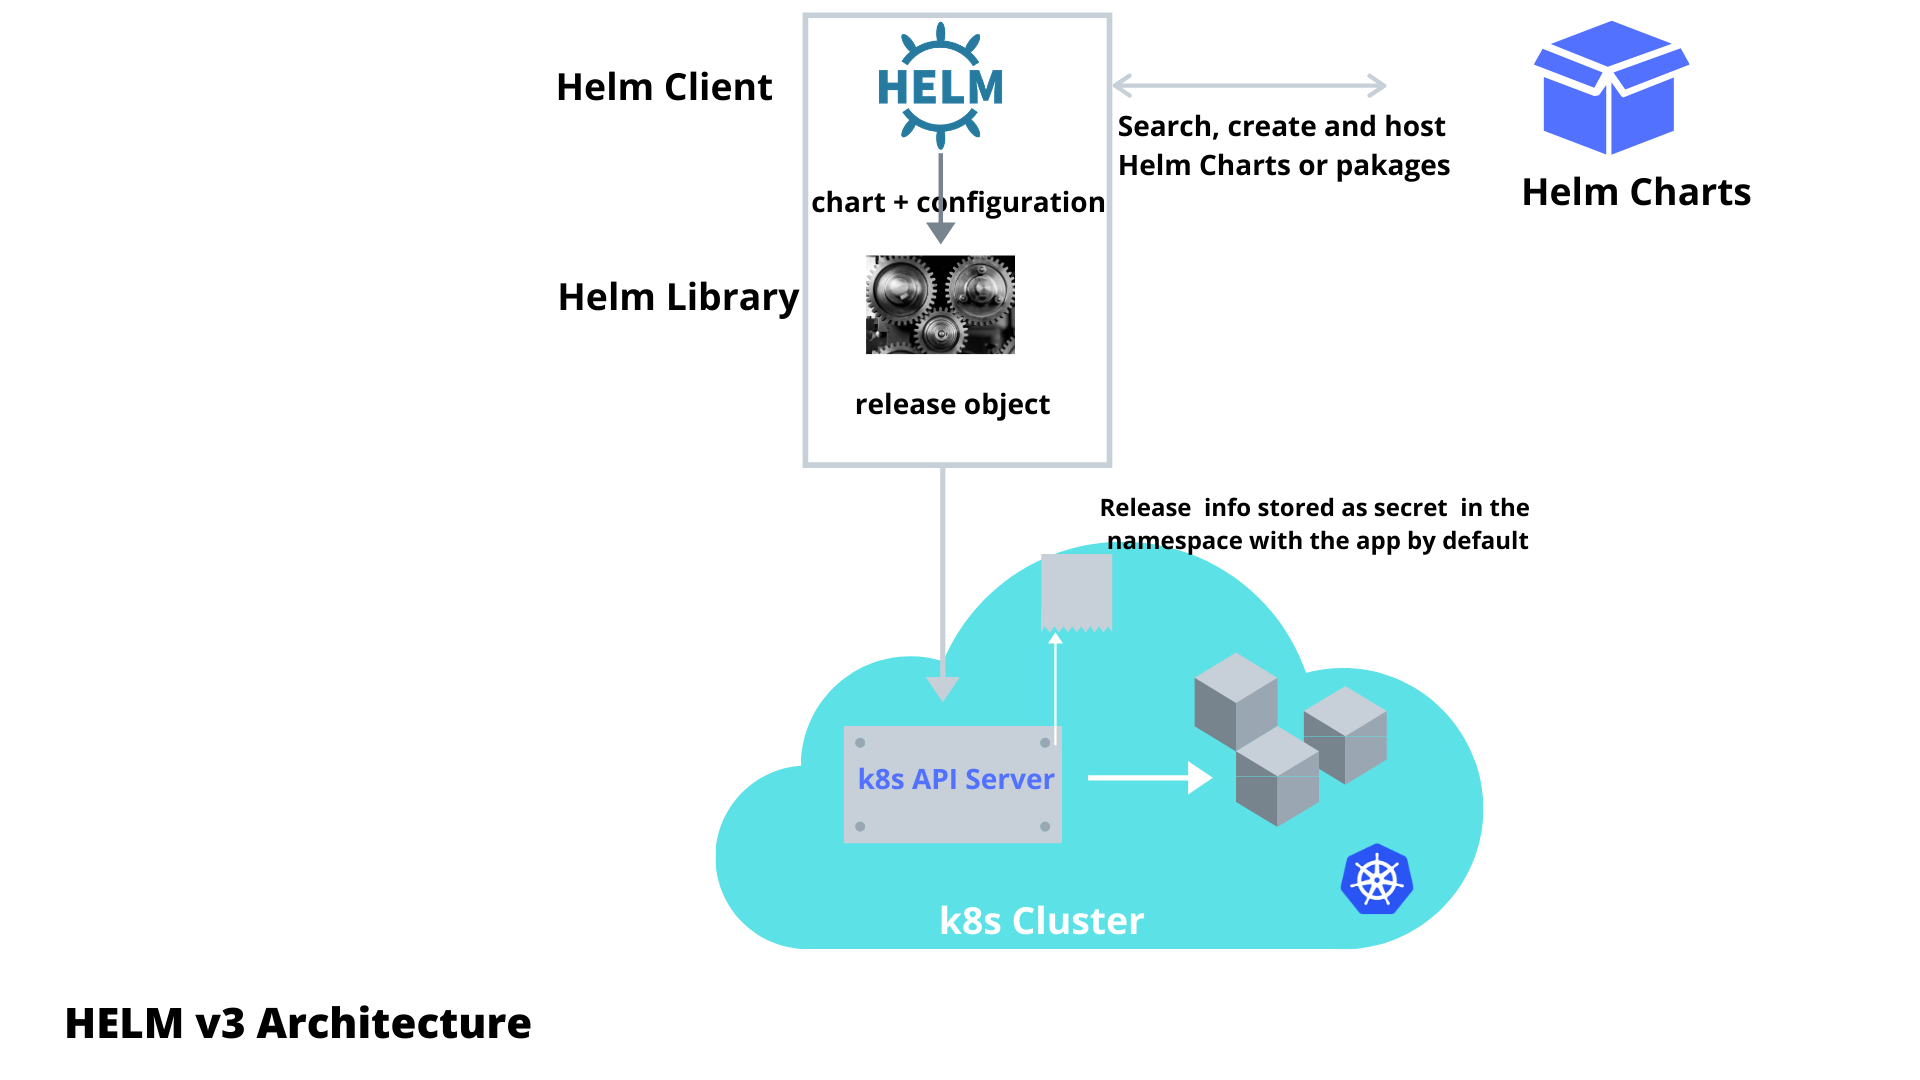 Helm Client
HELM
Search, create and host
Helm Charts or pakages
Helm Charts
chart + configuration
Helm Library
release object
Release  info stored as secret  in the
namespace with the app by default
k8s API Server
k8s Cluster
HELM v3 Architecture